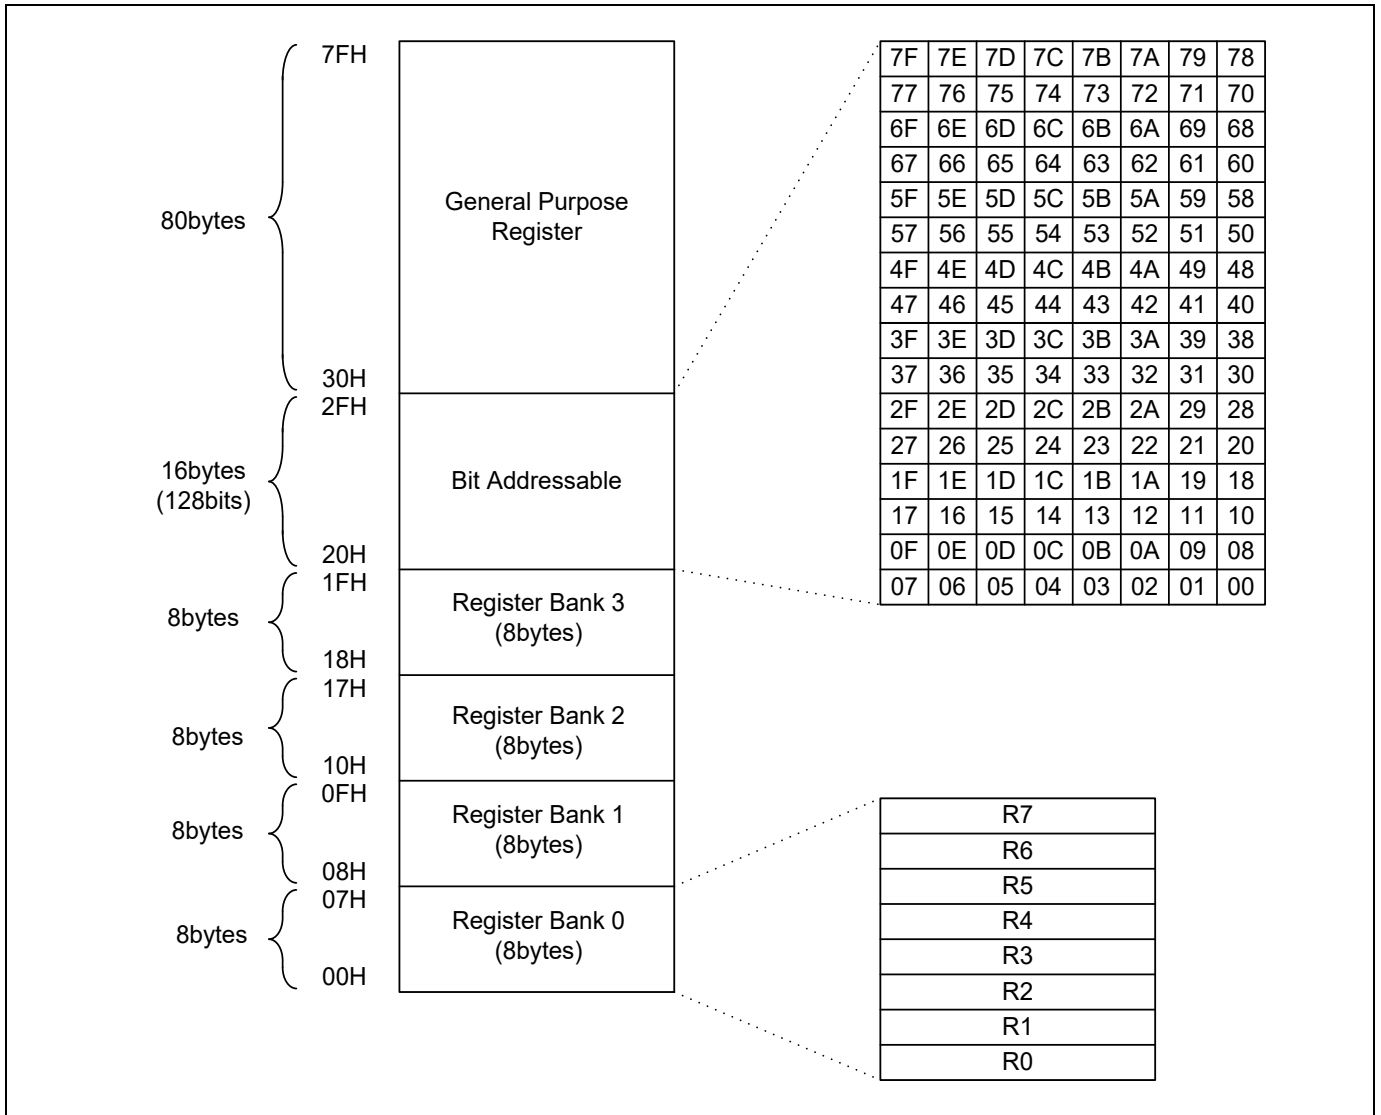 7FH
80bytes
30H
General Purpose
Register
2FH
16bytes
(128bits)
20H
Bit Addressable
1FH
8bytes
18H
Register Bank 3
(8bytes)
17H
8bytes
10H
Register Bank 2
(8bytes)
0FH
8bytes
08H
Register Bank 1
(8bytes)
07H
8bytes
00H
Register Bank 0
(8bytes)
7F 7E 7D 7C 7B 7A 79 78
77 76 75 74 73 72 71 70
6F 6E 6D 6C 6B 6A 69 68
67 66 65 64 63 62 61 60
5F 5E 5D 5C 5B 5A 59 58
57 56 55 54 53 52 51 50
4F 4E 4D 4C 4B 4A 49 48
47 46 45 44 43 42 41 40
3F 3E 3D 3C 3B 3A 39 38
37 36 35 34 33 32 31 30
2F 2E 2D 2C 2B 2A 29 28
27 26 25 24 23 22 21 20
1F 1E 1D 1C 1B 1A 19 18
17 16 15 14 13 12 11 10
0F 0E 0D 0C 0B 0A 09 08
07 06 05 04 03 02 01 00
R7
R6
R5
R4
R3
R2
R1
R0